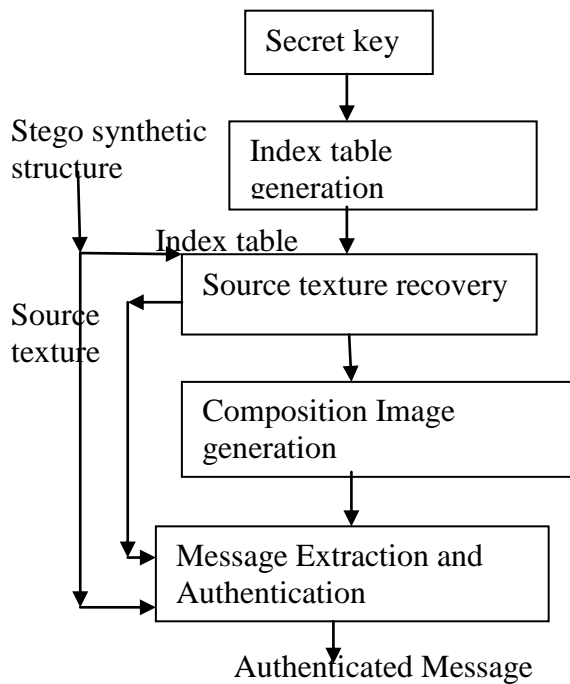 Secret key
Stego synthetic
structure
Index table
generation
Index table
Source texture recovery
Source
texture
Composition Image
generation
Message Extraction and
Authentication
Authenticated Message